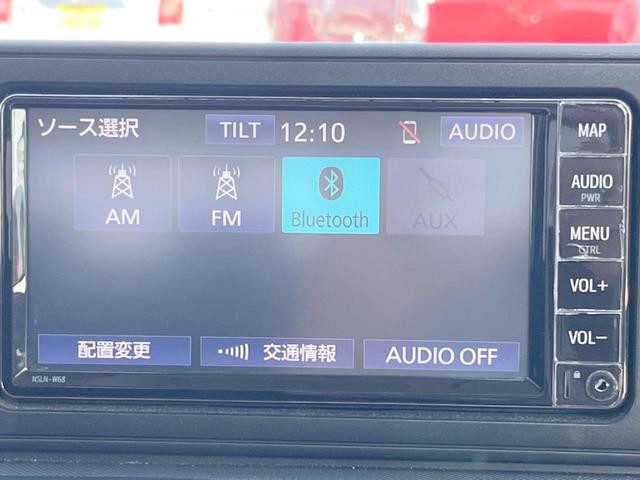 ソース選択 TILT 12:10 AUDIO
AM FM Bluetooth AUX
配置変更 交通情報 AUDIO OFF
NSLN-W68
MAP
AUDIO
PWR
MENU
CTRL
VOL+
VOL−